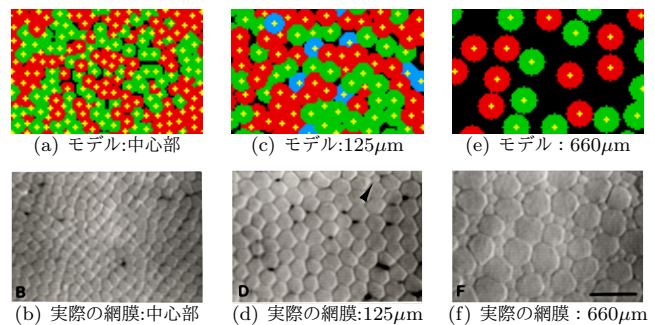 (a) モデル:中心部
(c) モデル:125μm
(e) モデル：660μm
B
D
F
(b) 実際の網膜:中心部
(d) 実際の網膜:125μm
(f) 実際の網膜：660μm